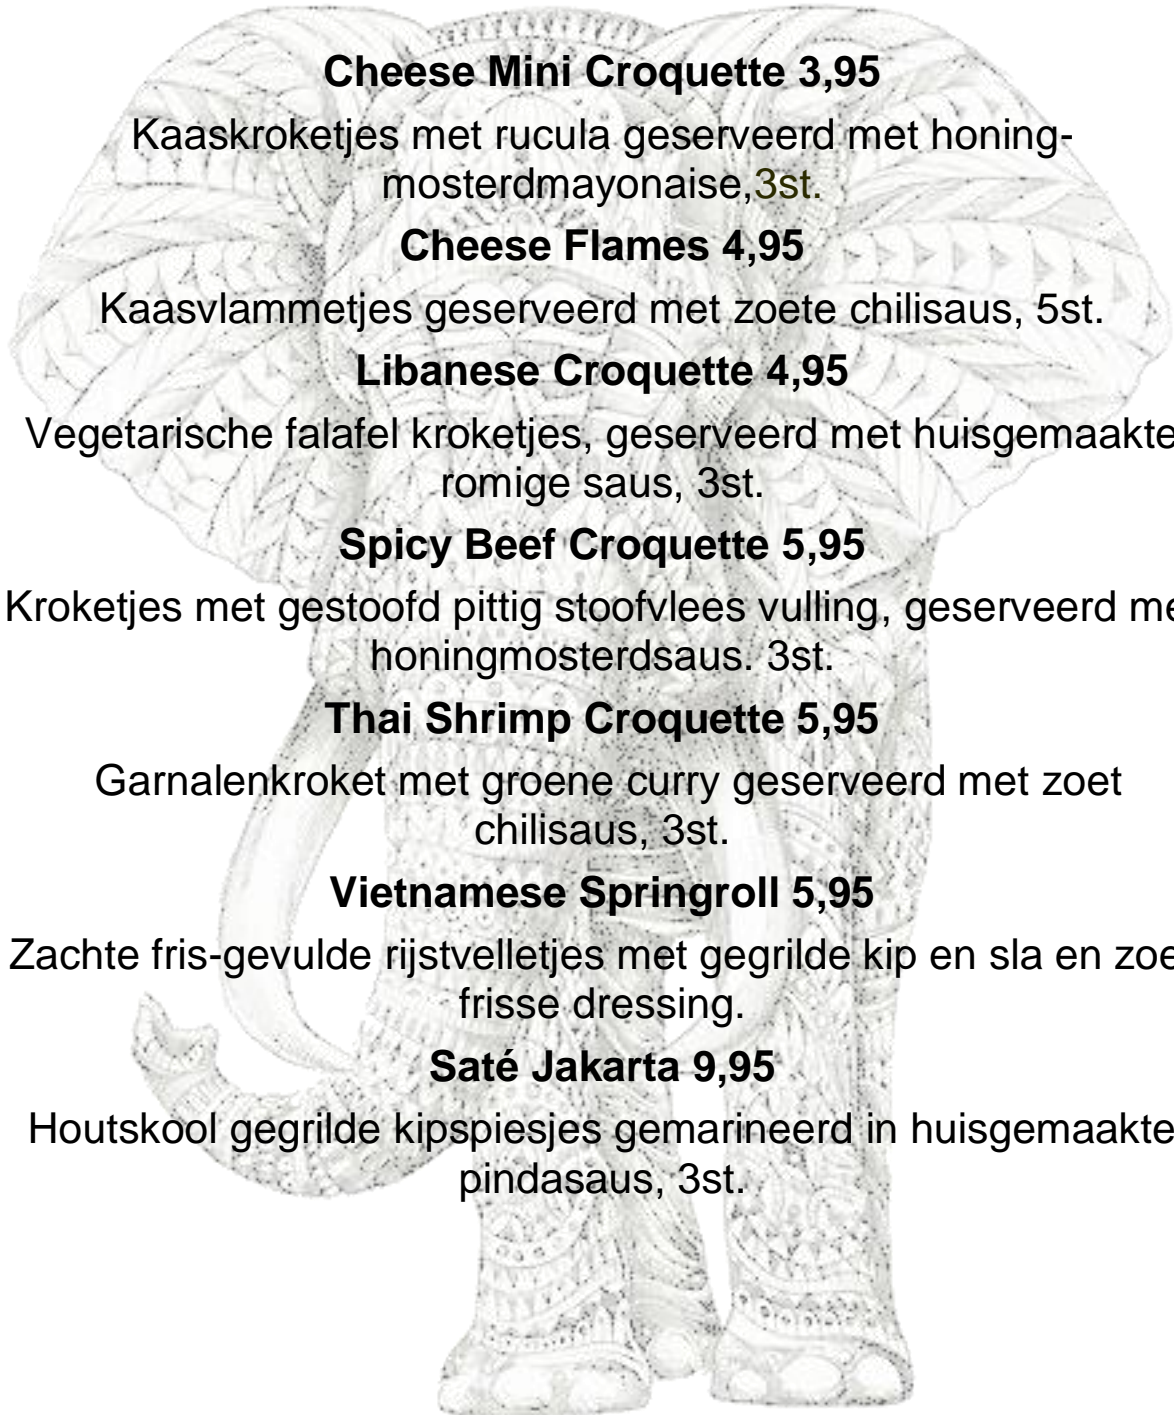 Cheese Mini Croquette 3,95
Kaaskroketjes met rucula geserveerd met honing-
mosterdmayonaise,3st.
Cheese Flames 4,95
Kaasvlammetjes geserveerd met zoete chilisaus, 5st.
Libanese Croquette 4,95
Vegetarische falafel kroketjes, geserveerd met huisgemaakte
romige saus, 3st.
Spicy Beef Croquette 5,95
Kroketjes met gestoofd pittig stoofvlees vulling, geserveerd me
honingmosterdsaus. 3st.
Thai Shrimp Croquette 5,95
Garnalenkroket met groene curry geserveerd met zoet
chilisaus, 3st.
Vietnamese Springroll 5,95
Zachte fris-gevulde rijstvelletjes met gegrilde kip en sla en zoe
frisse dressing.
Saté Jakarta 9,95
Houtskool gegrilde kipspiesjes gemarineerd in huisgemaakte
pindasaus, 3st.